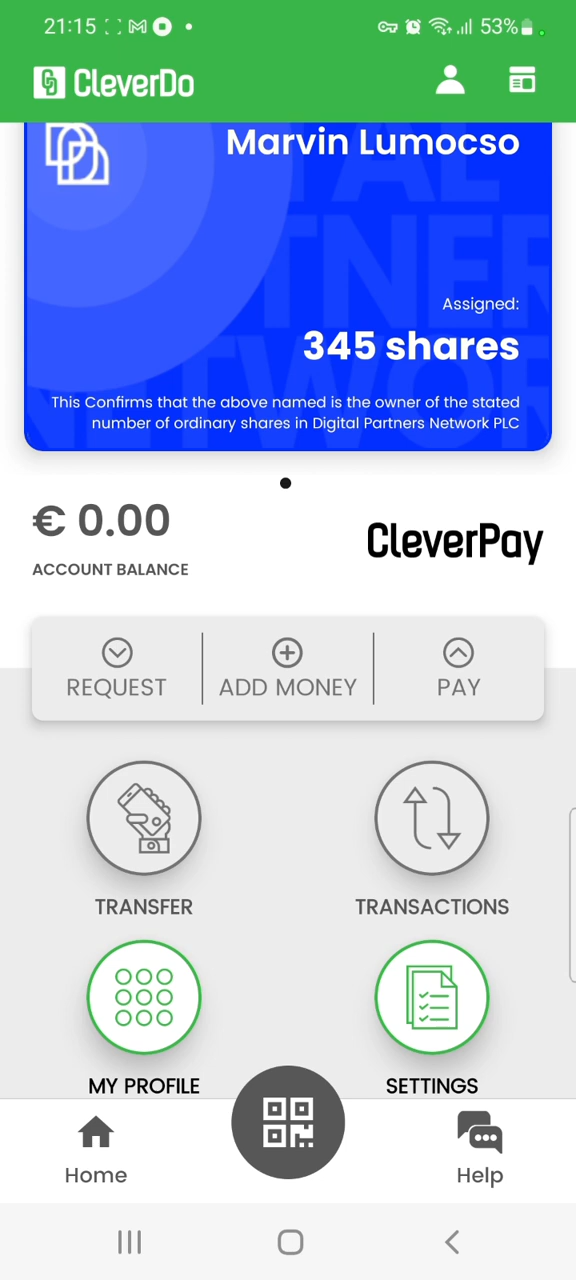 21:15
53%
CleverDo
Marvin Lumocso
Assigned:
345 shares
This Confirms that the above named is the owner of the stated
number of ordinary shares in Digital Partners Network PLC
€ 0.00
ACCOUNT BALANCE
CleverPay
REQUEST
ADD MONEY
PAY
TRANSFER
TRANSACTIONS
MY PROFILE
SETTINGS
Home
Help